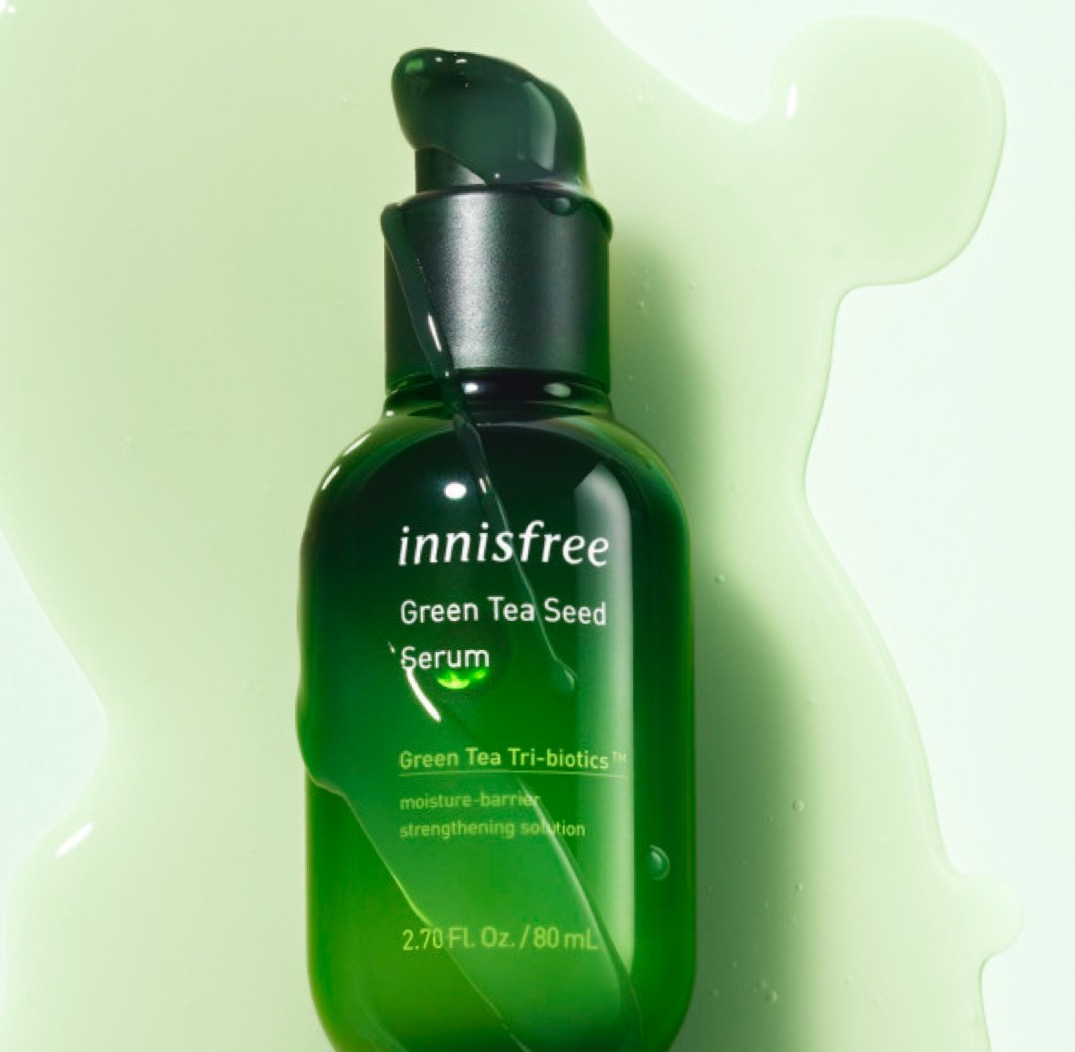 innisfree
Green Tea Seed
Serum
Green Tea Tri-biotics™
moisture-barrier
strengthening solution
2.70 Fl. Oz. / 80 mL